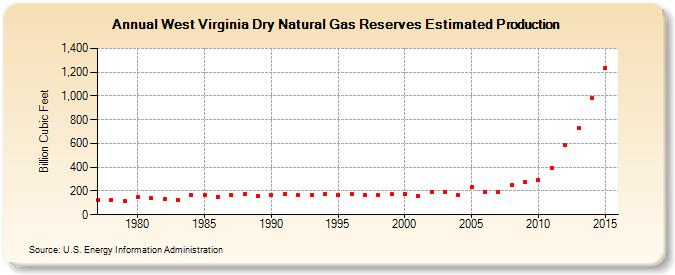 Annual West Virginia Dry Natural Gas Reserves Estimated Production
Billion Cubic Feet
1,400
1,200
1,000
800
600
400
200
0
1980 1985 1990 1995 2000 2005 2010 2015
Source: U.S. Energy Information Administration